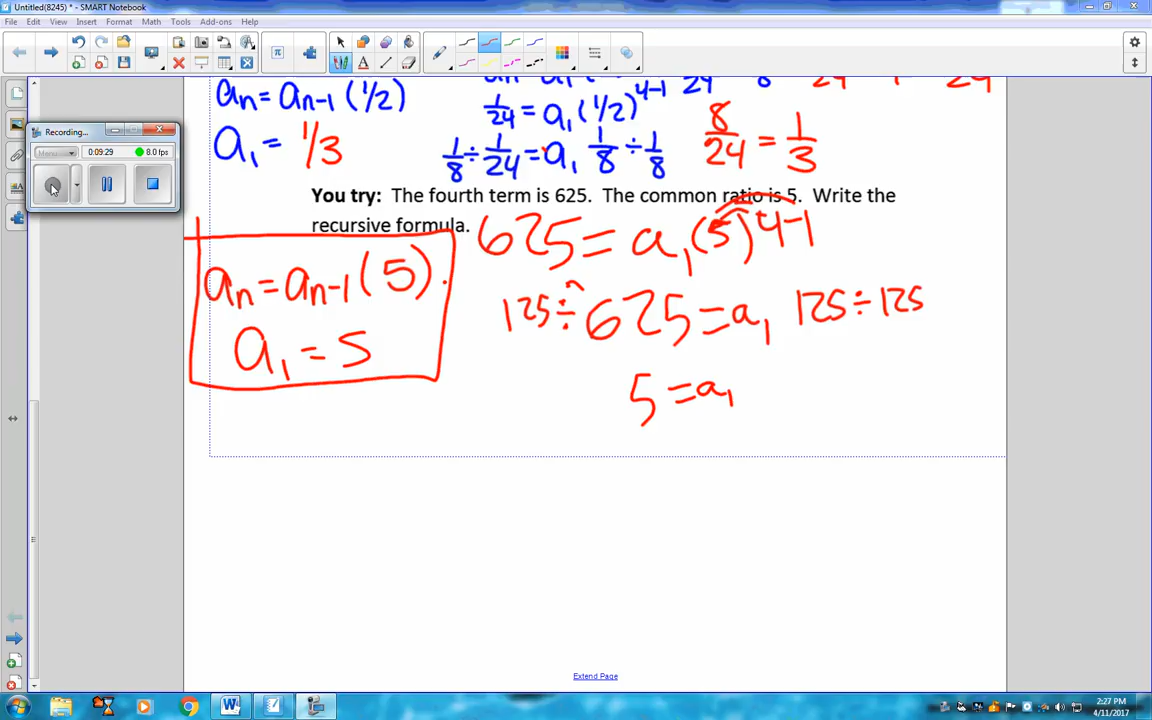 Untitled(8245) * - SMART Notebook
File Edit View Insert Format Math Tools Add-ons Help
Recording...
Menu
0:09:29 8.0 fps
an = an-1 (1/2)
1/24 = a1 (1/2)^4-1
a1 = 1/3
1/8 ÷ 1/24 = a1 1/8 ÷ 1/8
8/24 = 1/3
You try: The fourth term is 625. The common ratio is 5. Write the
recursive formula.
625 = a1 (5)^4-1
an = an-1 (5).
125 ÷ 625 = a1 125 ÷ 125
a1 = 5
5 = a1
Extend Page
2:27 PM
4/11/2017